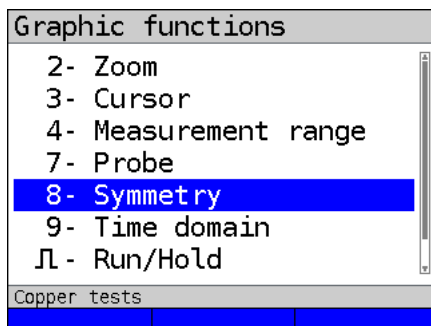 Graphic functions
2- Zoom
3- Cursor
4- Measurement range
7- Probe
8- Symmetry
9- Time domain
⎍- Run/Hold
Copper tests